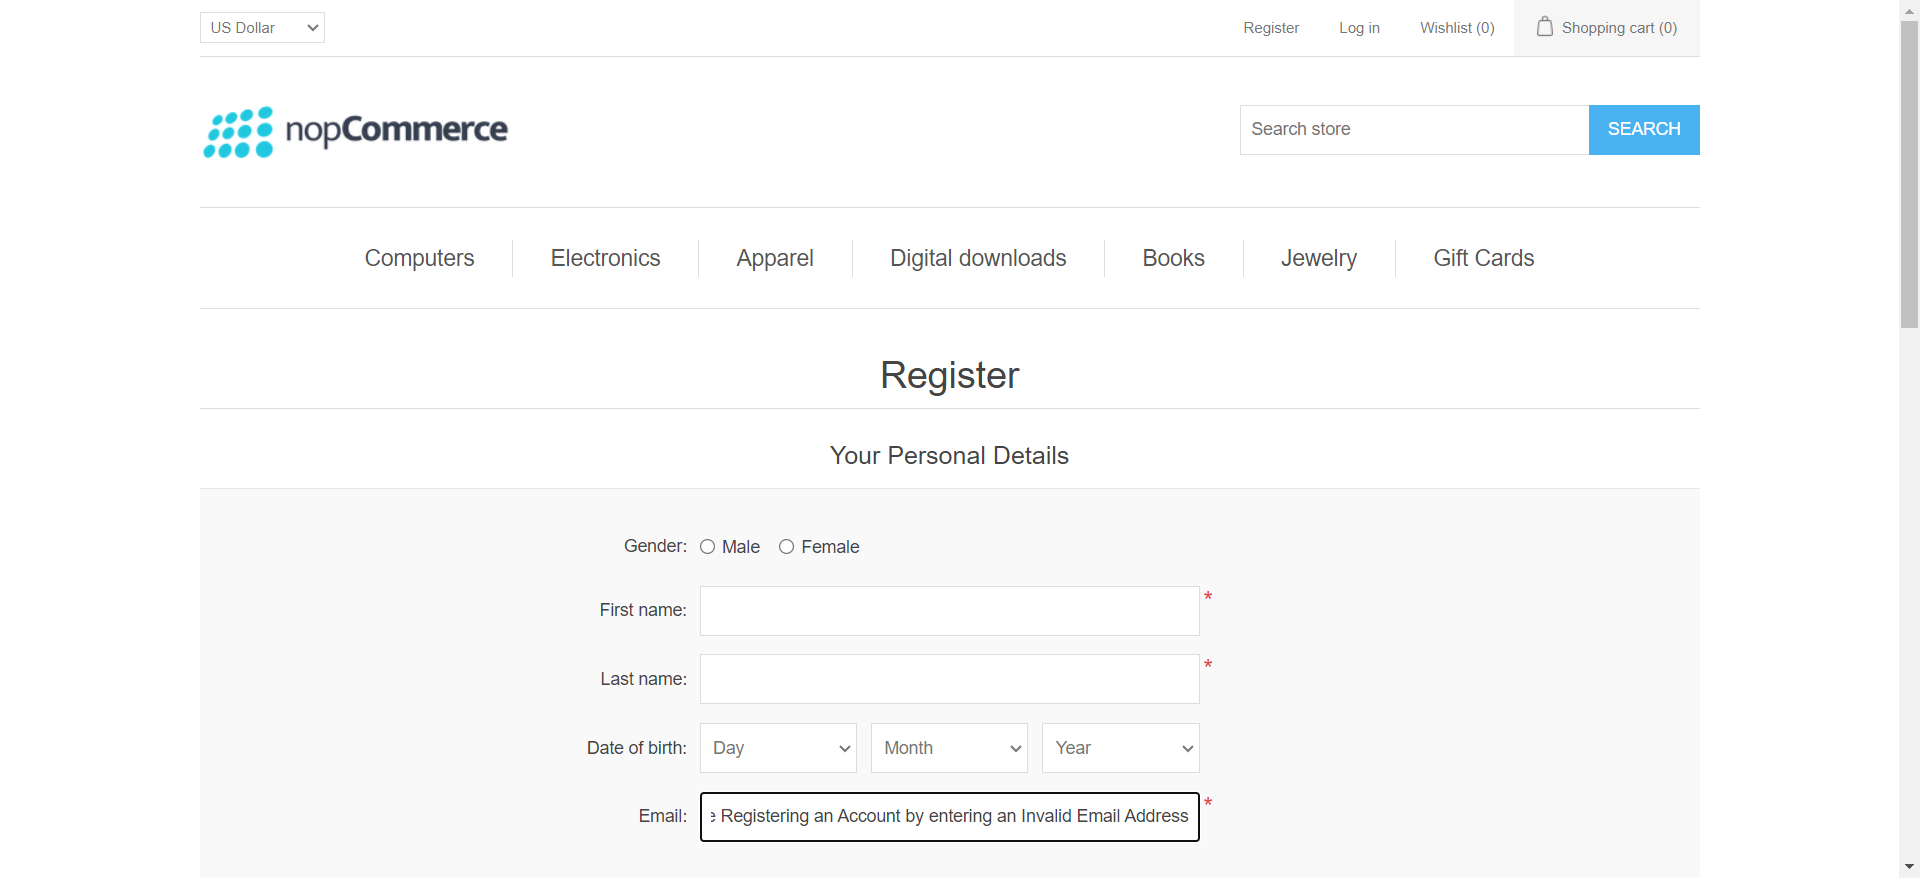 US Dollar
Register Log in Wishlist (0) Shopping cart (0)
nopCommerce
Search store SEARCH
Computers Electronics Apparel Digital downloads Books Jewelry Gift Cards
Register
Your Personal Details
Gender: Male Female
First name: *
Last name: *
Date of birth: Day Month Year
Email: Registering an Account by entering an Invalid Email Address *